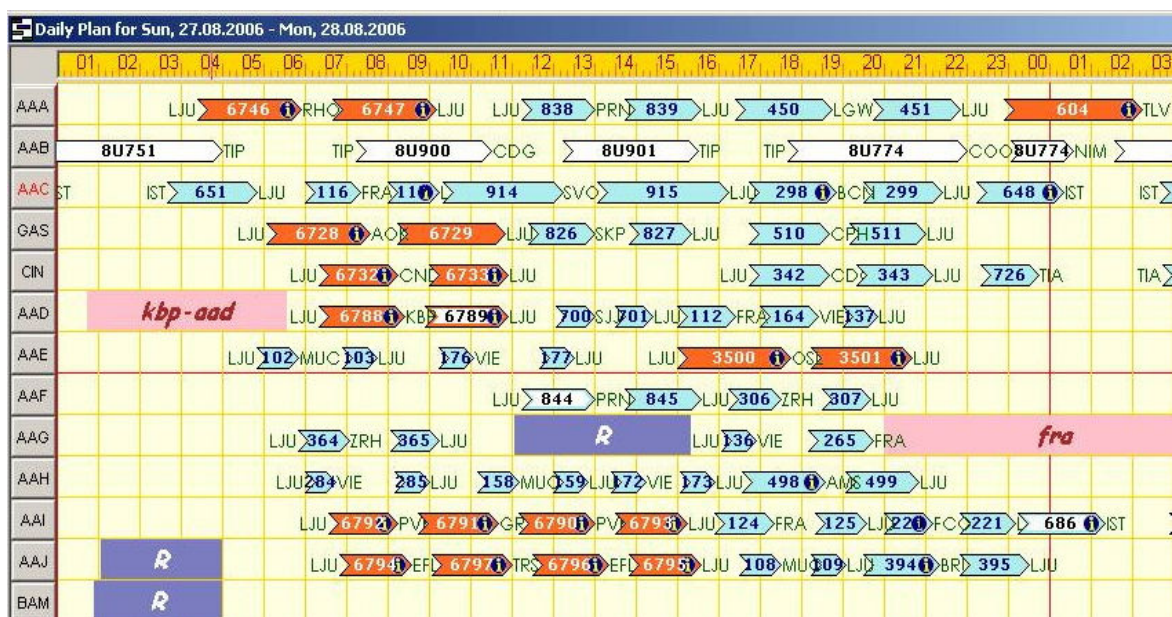 Daily Plan for Sun, 27.08.2006 - Mon, 28.08.2006
01 02 03 04 05 06 07 08 09 10 11 12 13 14 15 16 17 18 19 20 21 22 23 00 01 02 03
AAA LJU 6746 RHO 6747 LJU LJU 838 PRN 839 LJU 450 LGW 451 LJU 604 TLV
AAB 8U751 TIP TIP 8U900 CDG 8U901 TIP TIP 8U774 COO 8U774 NIM
AAC IST 651 LJU 116 FRA 914 SVO 915 LJU 298 BCN 299 LJU 648 IST IST
GAS LJU 6728 6729 LJU 826 SKP 827 LJU 510 CPH 511 LJU
CIN LJU 6732 CND 6733 LJU LJU 342 343 LJU 726 TIA TIA
AAD kbp-aad LJU 6788 KBP 6789 LJU 700 701 LJU 112 FRA 164 VIE 137 LJU
AAE LJU 102 MUC 103 LJU 176 VIE 177 LJU LJU 3500 OSL 3501 LJU
AAF LJU 844 PRN 845 LJU 306 ZRH 307 LJU
AAG LJU 364 ZRH 365 LJU R LJU 136 VIE 265 FRA fra
AAH LJU 284 VIE 285 LJU 158 MUC 159 LJU 172 VIE 173 LJU 498 AMS 499 LJU
AAI LJU 6792 6791 6790 6793 LJU 124 FRA 125 LJU FCO 221 686 IST
AAJ R LJU 6794 EFL 6797 TRS 6796 EFL 6795 LJU 108 MUC 109 LJU 394 395 LJU
BAM R